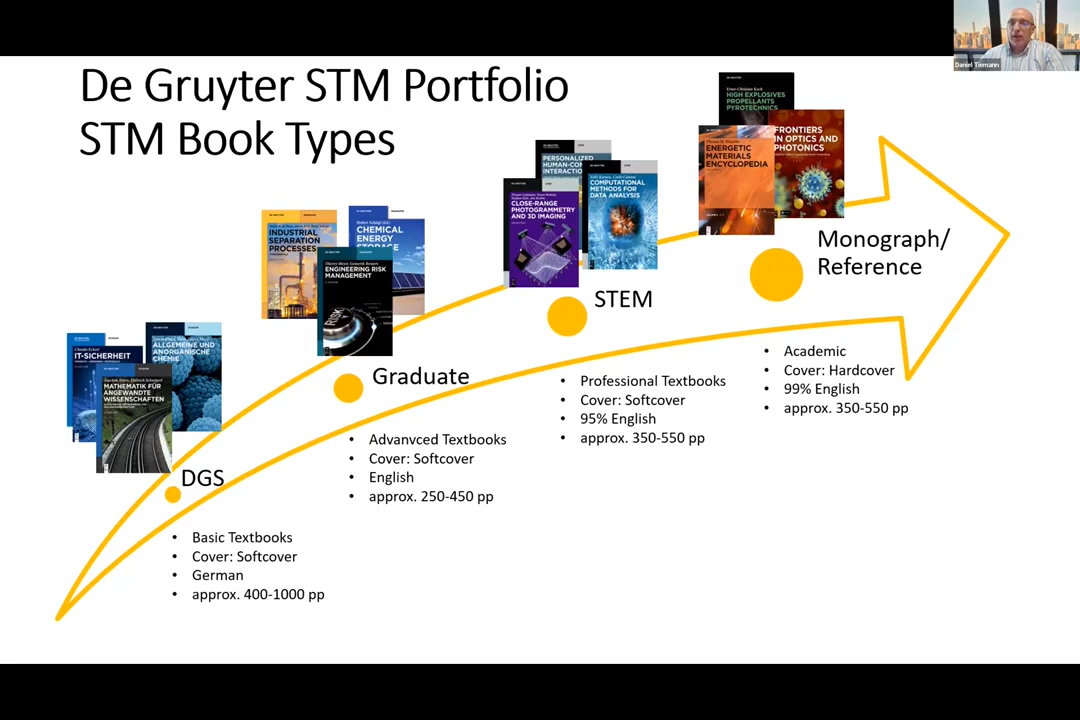 De Gruyter STM Portfolio
STM Book Types
Daniel Tiemann
DGS
• Basic Textbooks
• Cover: Softcover
• German
• approx. 400-1000 pp
IT-SICHERHEIT
MATHEMATIK FÜR
ANGEWANDTE
WISSENSCHAFTEN
ALLGEMEINE UND
ANORGANISCHE
CHEMIE
Graduate
• Advanvced Textbooks
• Cover: Softcover
• English
• approx. 250-450 pp
INDUSTRIAL
SEPARATION
PROCESSES
CHEMICAL
ENERGY
STORAGE
ENGINEERING RISK
MANAGEMENT
RISK
STEM
• Professional Textbooks
• Cover: Softcover
• 95% English
• approx. 350-550 pp
PERSONALIZED
HUMAN-COM
INTERACTIO
CLOSE-RANGE
PHOTOGRAMMETRY
AND 3D IMAGING
COMPUTATIONAL
METHODS FOR
DATA ANALYSIS
Monograph/
Reference
• Academic
• Cover: Hardcover
• 99% English
• approx. 350-550 pp
HIGH EXPLOSIVES
PROPELLANTS
PYROTECHNICS
ENERGETIC
MATERIALS
ENCYCLOPEDIA
FRONTIERS
IN OPTICS AND
PHOTONICS